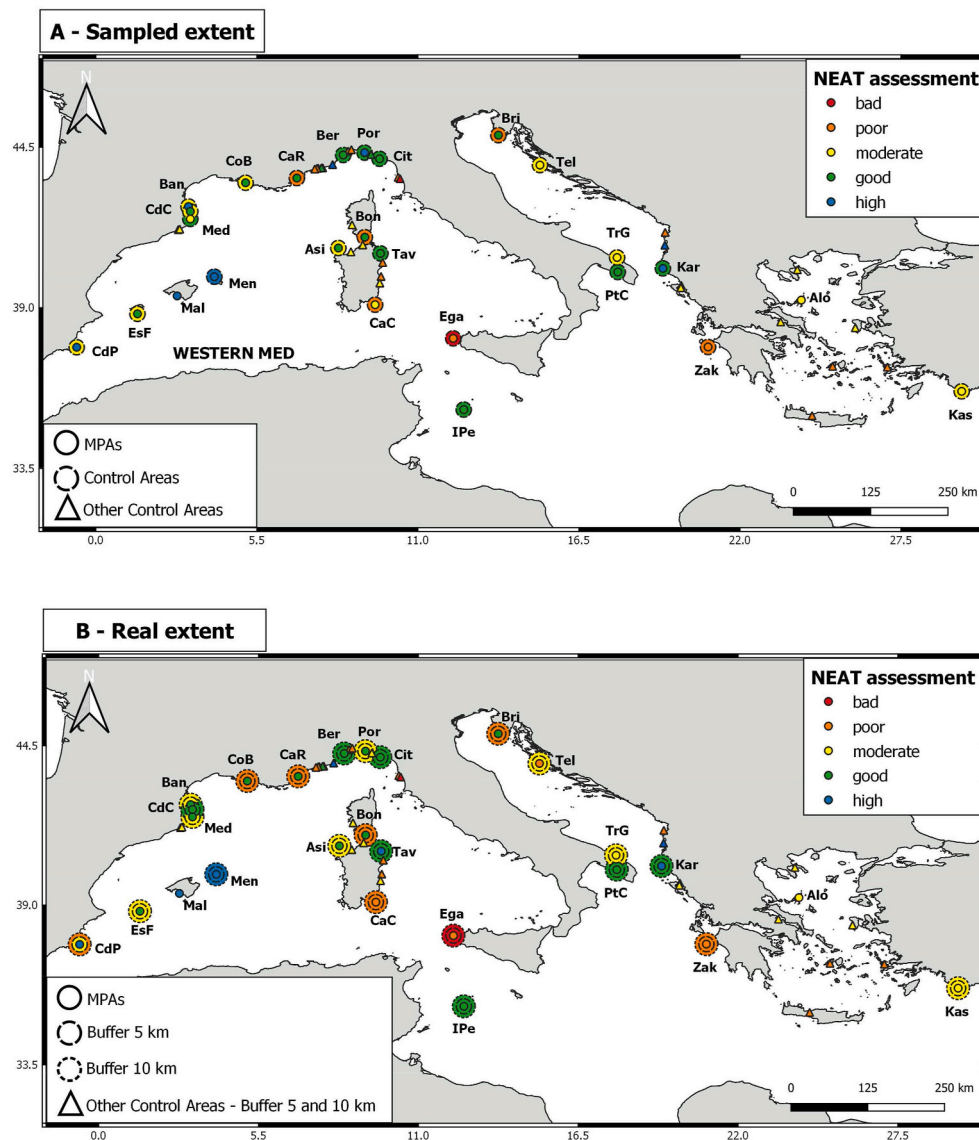 A - Sampled extent
N
NEAT assessment
bad
poor
moderate
good
high
44.5
39.0
33.5
Bri
Tel
Ber
Por
Cit
CaR
CoB
Ban
CdC
Med
Bon
Asi
Tav
TrG
PtC
Kar
Alo
Men
Mal
EsF
CdP
CaC
Ega
Zak
Kas
WESTERN MED
IPe
MPAs
Control Areas
Other Control Areas
0 125 250 km
0.0 5.5 11.0 16.5 22.0 27.5
B - Real extent
N
NEAT assessment
bad
poor
moderate
good
high
44.5
39.0
33.5
Bri
Tel
Ber
Por
Cit
CaR
CoB
Ban
CdC
Med
Bon
Asi
Tav
TrG
PtC
Kar
Alo
Men
Mal
EsF
CdP
CaC
Ega
Zak
Kas
IPe
MPAs
Buffer 5 km
Buffer 10 km
Other Control Areas - Buffer 5 and 10 km
0 125 250 km
0.0 5.5 11.0 16.5 22.0 27.5